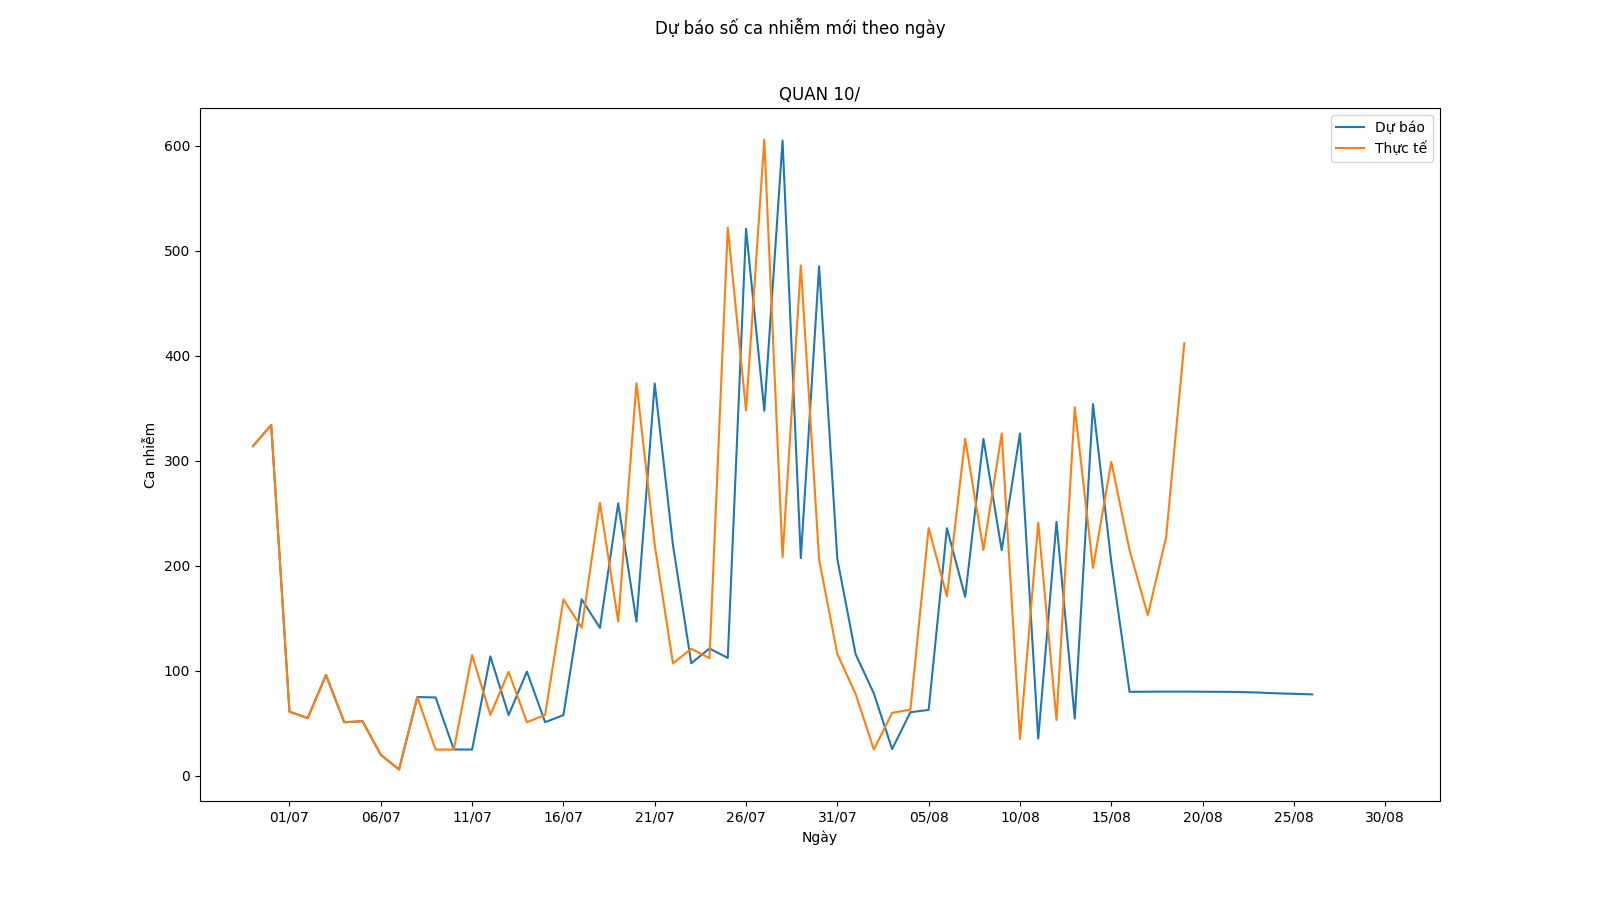 Dự báo số ca nhiễm mới theo ngày
QUAN 10/
Dự báo
Thực tế
600
500
400
300
200
100
0
Ca nhiễm
01/07 06/07 11/07 16/07 21/07 26/07 31/07 05/08 10/08 15/08 20/08 25/08 30/08
Ngày